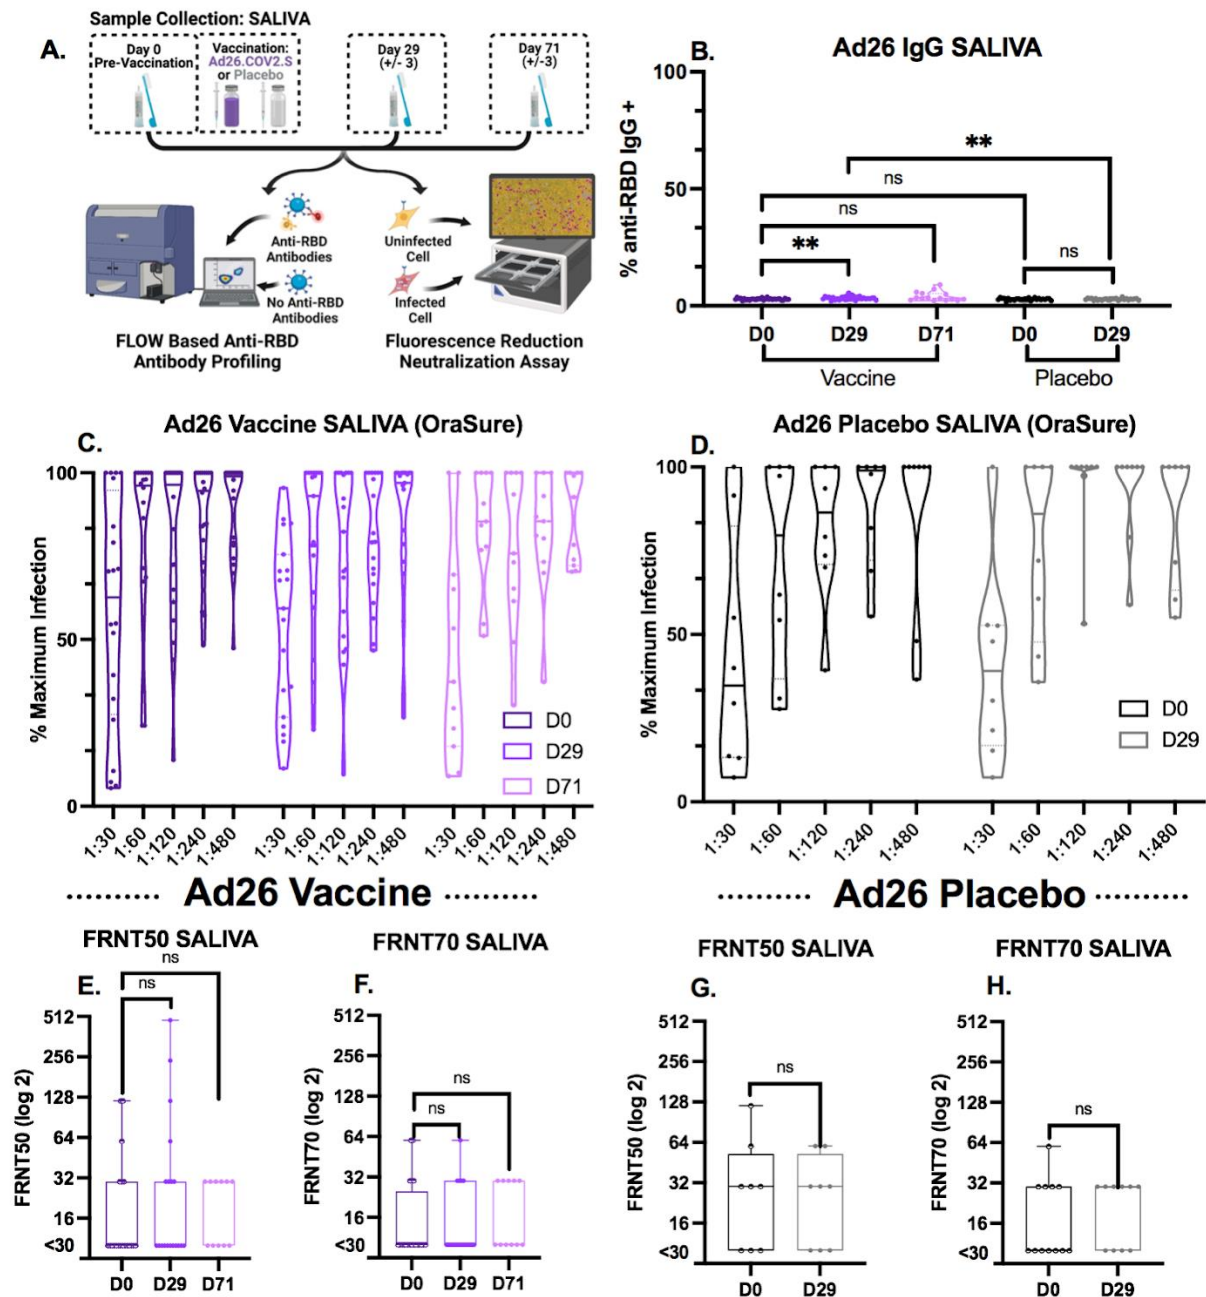 Sample Collection: SALIVA
A.
Day 0
Pre-Vaccination
Vaccination:
Ad26.COV2.S
or Placebo
Day 29
(+/- 3)
Day 71
(+/-3)
Anti-RBD
Antibodies
No Anti-RBD
Antibodies
Uninfected
Cell
Infected
Cell
FLOW Based Anti-RBD
Antibody Profiling
Fluorescence Reduction
Neutralization Assay
B.
Ad26 IgG SALIVA
% anti-RBD IgG +
100
50
0
**
ns
ns
**
ns
D0 D29 D71 D0 D29
Vaccine Placebo
C.
Ad26 Vaccine SALIVA (OraSure)
% Maximum Infection
100
50
0
D0
D29
D71
1:30 1:60 1:120 1:240 1:480 1:30 1:60 1:120 1:240 1:480 1:30 1:60 1:120 1:240 1:480
D.
Ad26 Placebo SALIVA (OraSure)
% Maximum Infection
100
50
0
D0
D29
1:30 1:60 1:120 1:240 1:480 1:30 1:60 1:120 1:240 1:480
Ad26 Vaccine
Ad26 Placebo
FRNT50 SALIVA
E.
ns
ns
FRNT50 (log 2)
512
256
128
64
32
16
<30
D0 D29 D71
FRNT70 SALIVA
F.
ns
ns
FRNT70 (log 2)
512
256
128
64
32
16
<30
D0 D29 D71
FRNT50 SALIVA
G.
ns
FRNT50 (log 2)
512
256
128
64
32
16
<30
D0 D29
FRNT70 SALIVA
H.
ns
FRNT70 (log 2)
512
256
128
64
32
16
<30
D0 D29